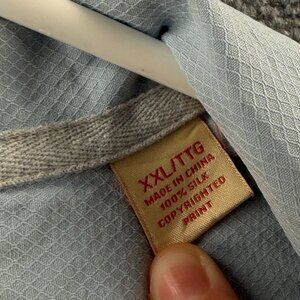 XXL/TTG
MADE IN CHINA
100% SILK
COPYRIGHTED
PRINT